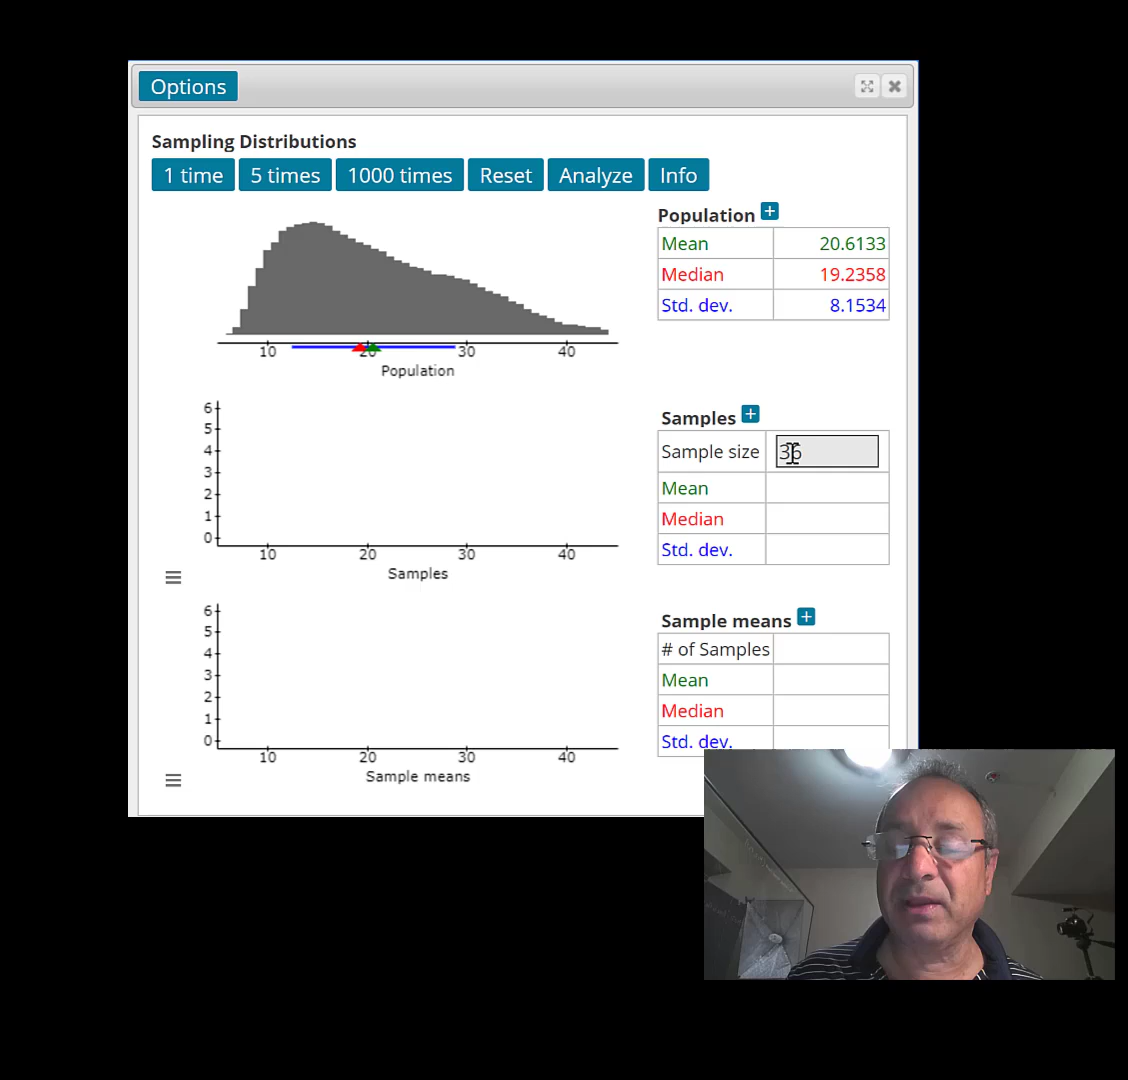 Options
Sampling Distributions
1 time 5 times 1000 times Reset Analyze Info
Population
Mean 20.6133
Median 19.2358
Std. dev. 8.1534
10 20 30 40
Population
6
5
4
3
2
1
0
10 20 30 40
Samples
Samples
Sample size 36
Mean
Median
Std. dev.
6
5
4
3
2
1
0
10 20 30 40
Sample means
Sample means
# of Samples
Mean
Median
Std. dev.